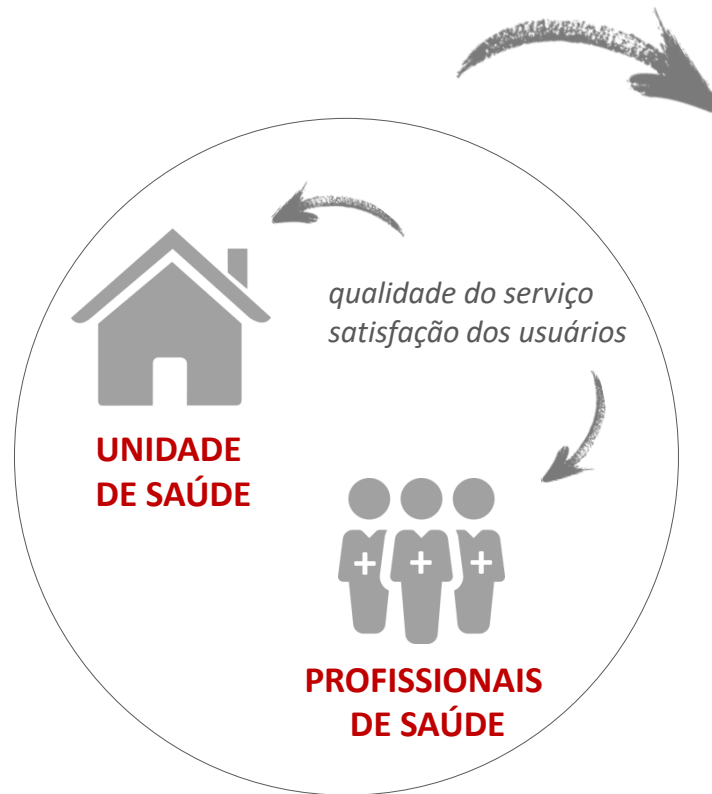 qualidade do serviço
satisfação dos usuários
UNIDADE
DE SAÚDE
PROFISSIONAIS
DE SAÚDE